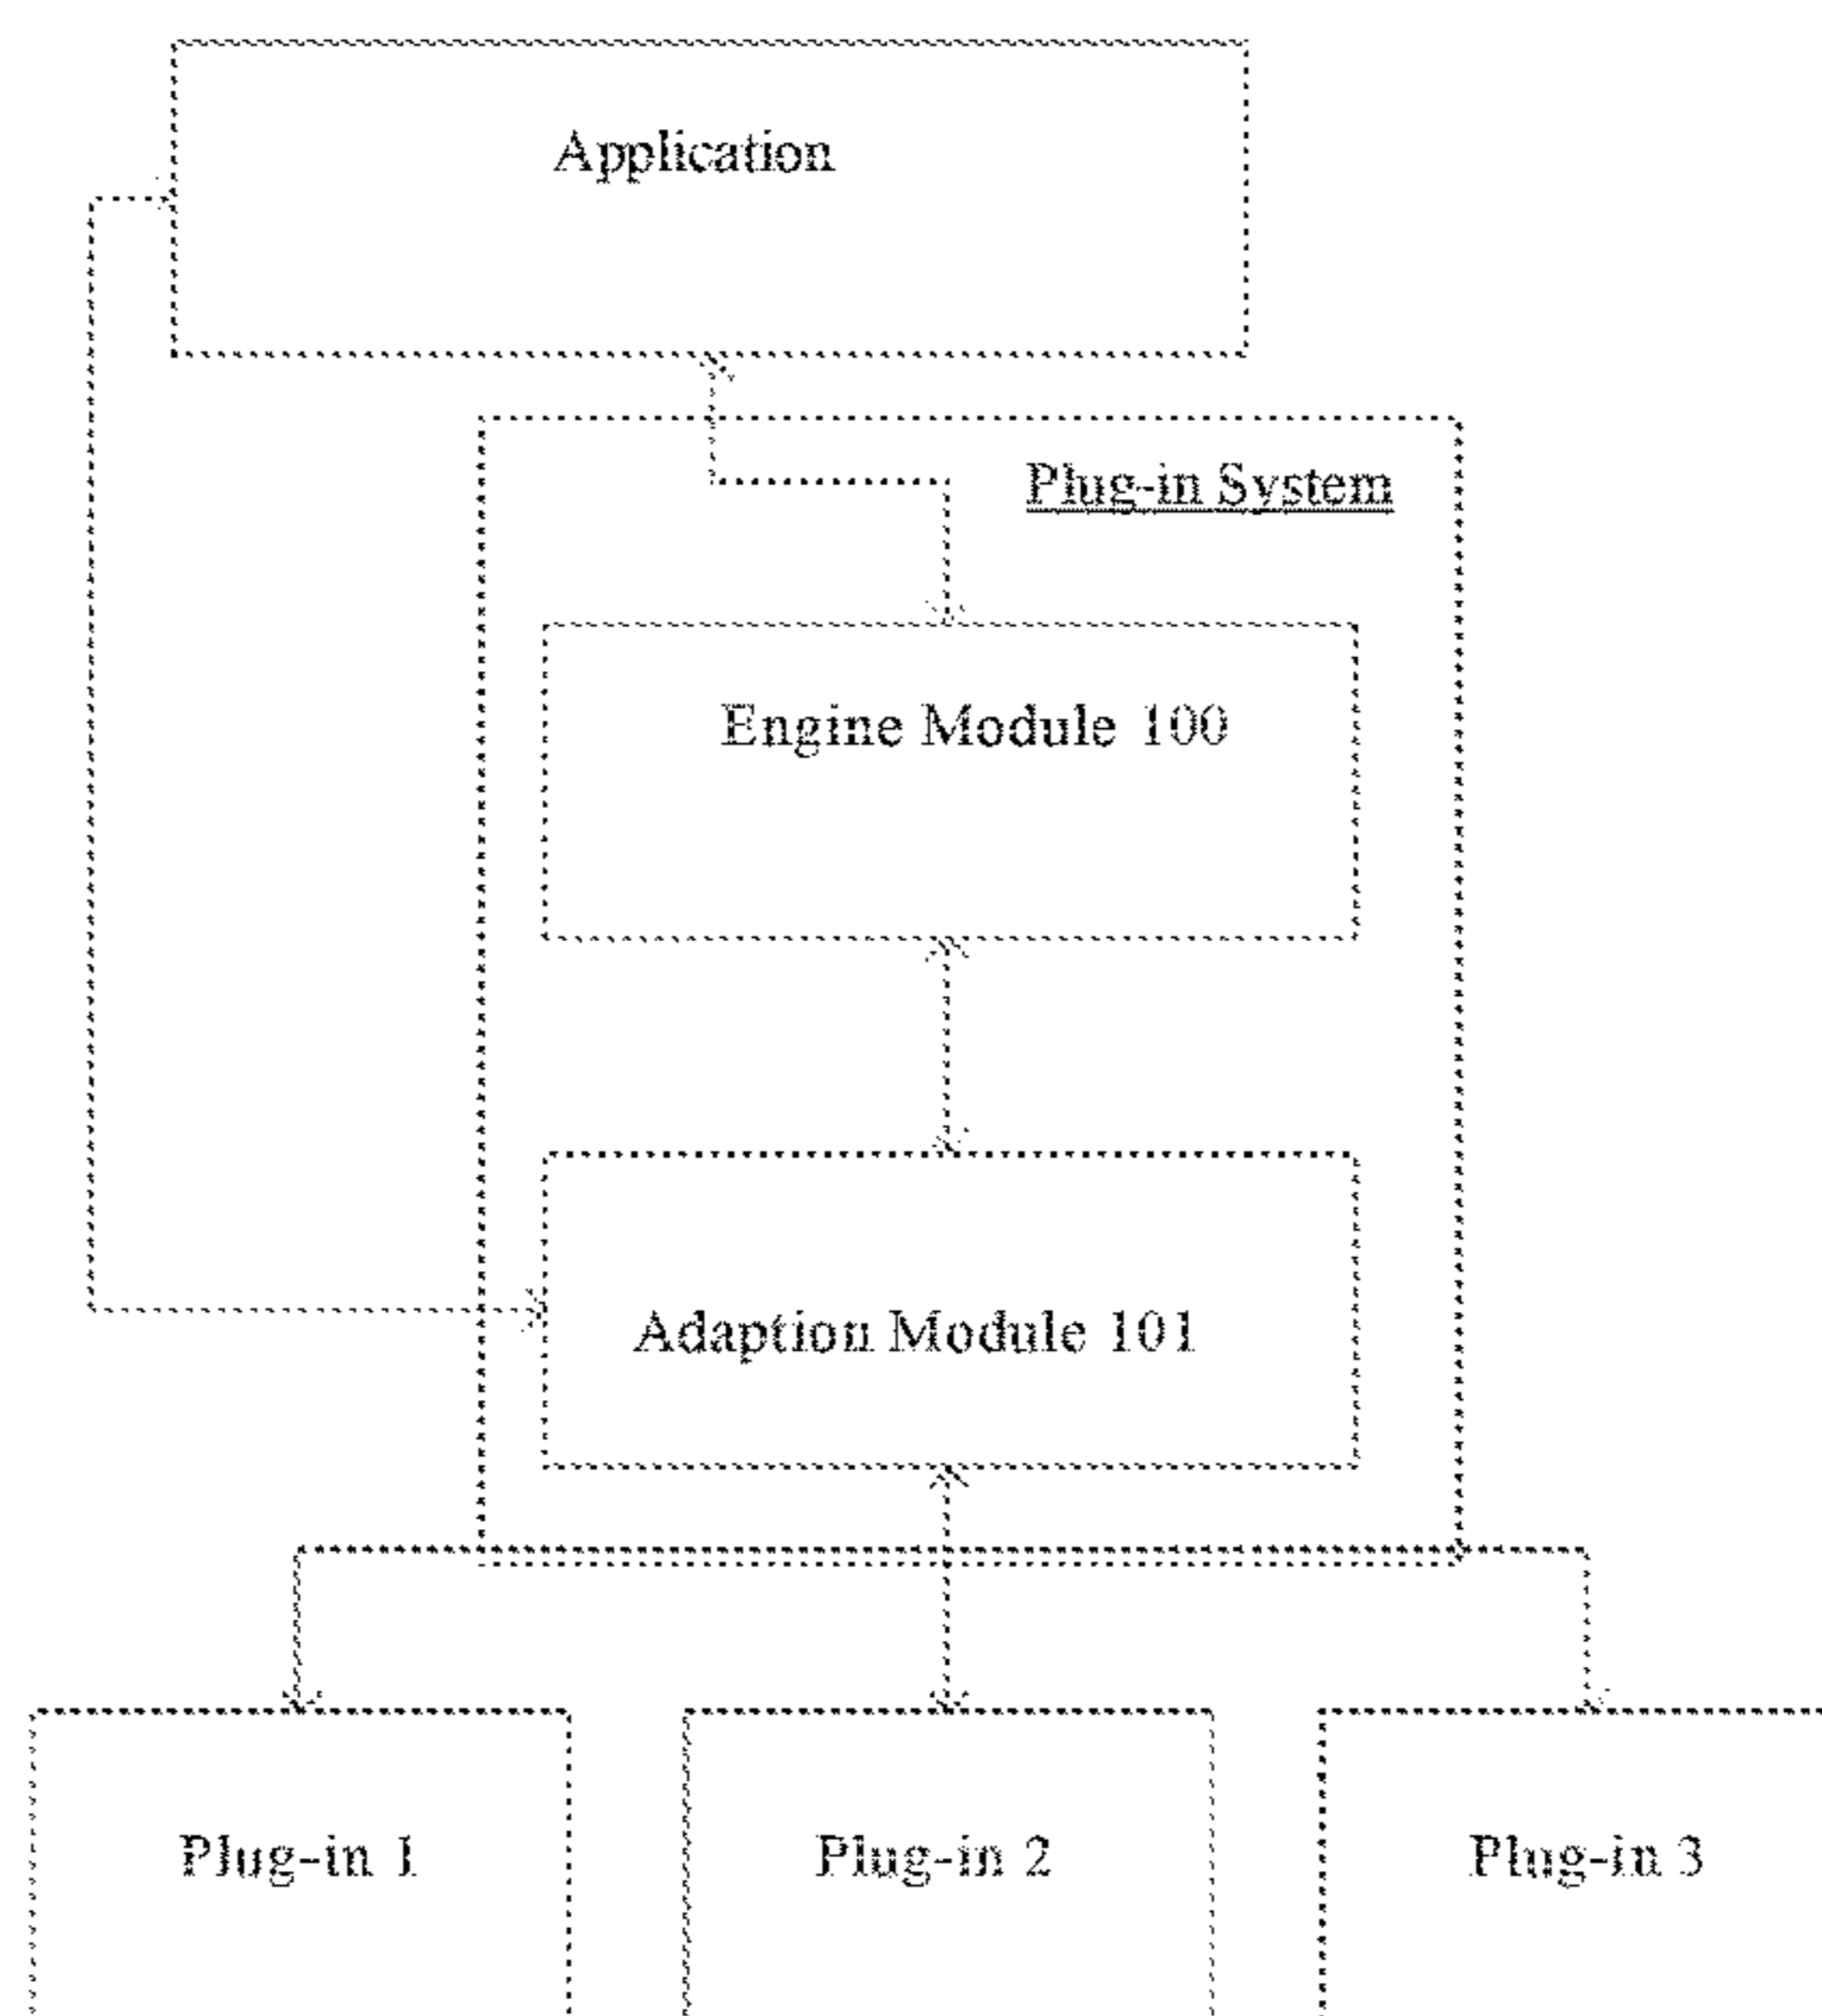 Application
Plug-in System
Engine Module 100
Adaption Module 101
Plug-in 1
Plug-in 2
Plug-in 3